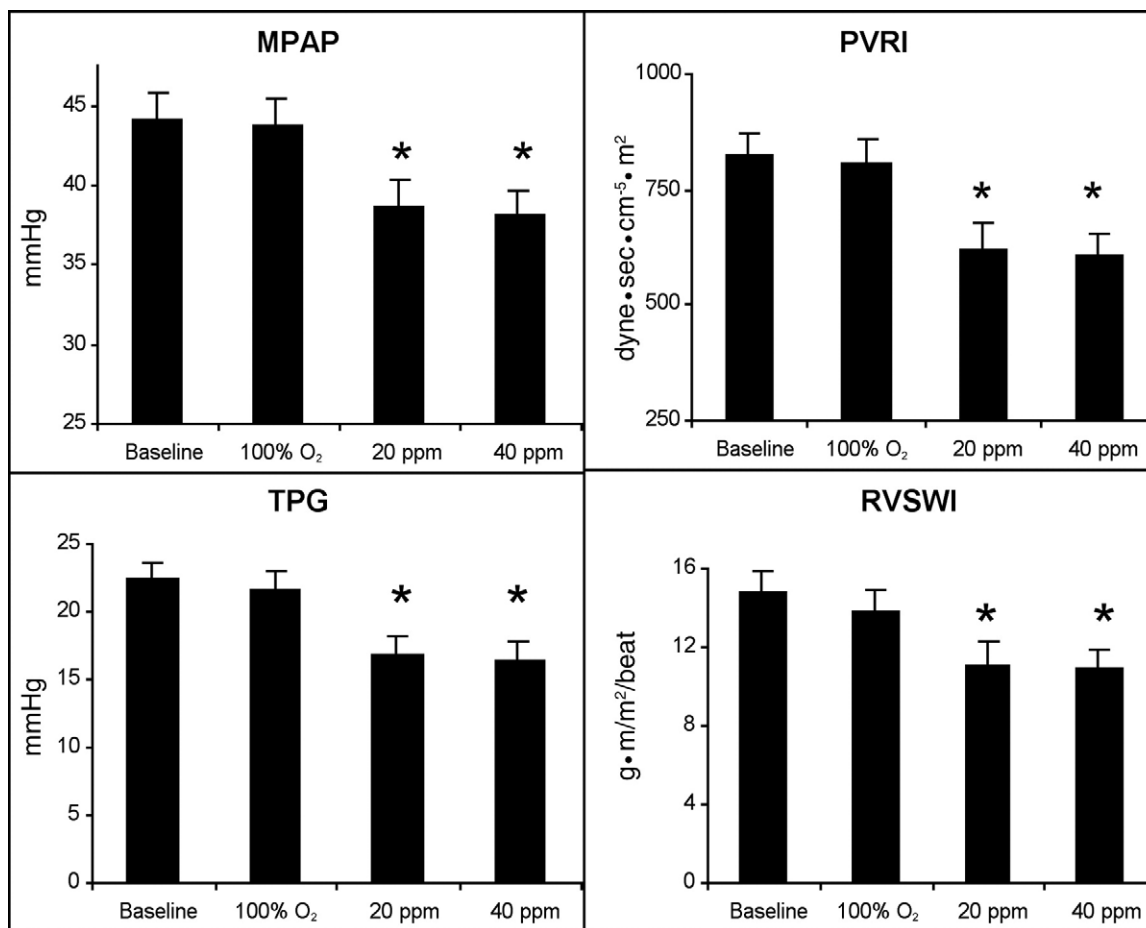 MPAP
mmHg
45
40
35
30
25
Baseline
100% O₂
20 ppm
40 ppm
*
*
PVRI
dyne•sec•cm⁻⁵•m²
1000
750
500
250
Baseline
100% O₂
20 ppm
40 ppm
*
*
TPG
mmHg
25
20
15
10
5
0
Baseline
100% O₂
20 ppm
40 ppm
*
*
RVSWI
g•m/m²/beat
16
12
8
4
0
Baseline
100% O₂
20 ppm
40 ppm
*
*